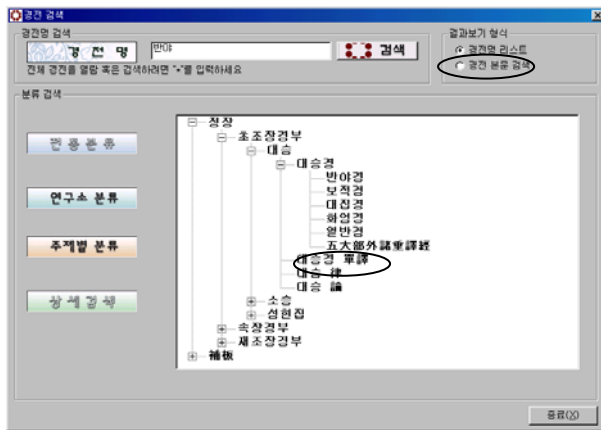 경전 검색
경전명 검색
경 전 명
반야
검색
전체 경전을 열람 혹은 검색하려면 "*"를 입력하세요
결과보기 형식
경전명 리스트
경전 본문 검색
분류 검색
전통분류
연구소 분류
주제별 분류
상세검색
정장
초조장경부
대승
대승경
반야경
보적경
대집경
화엄경
열반경
五大部外諸重譯經
대승경 單譯
대승 律
대승 論
소승
성현집
속장경부
재조장경부
補板
종료(X)